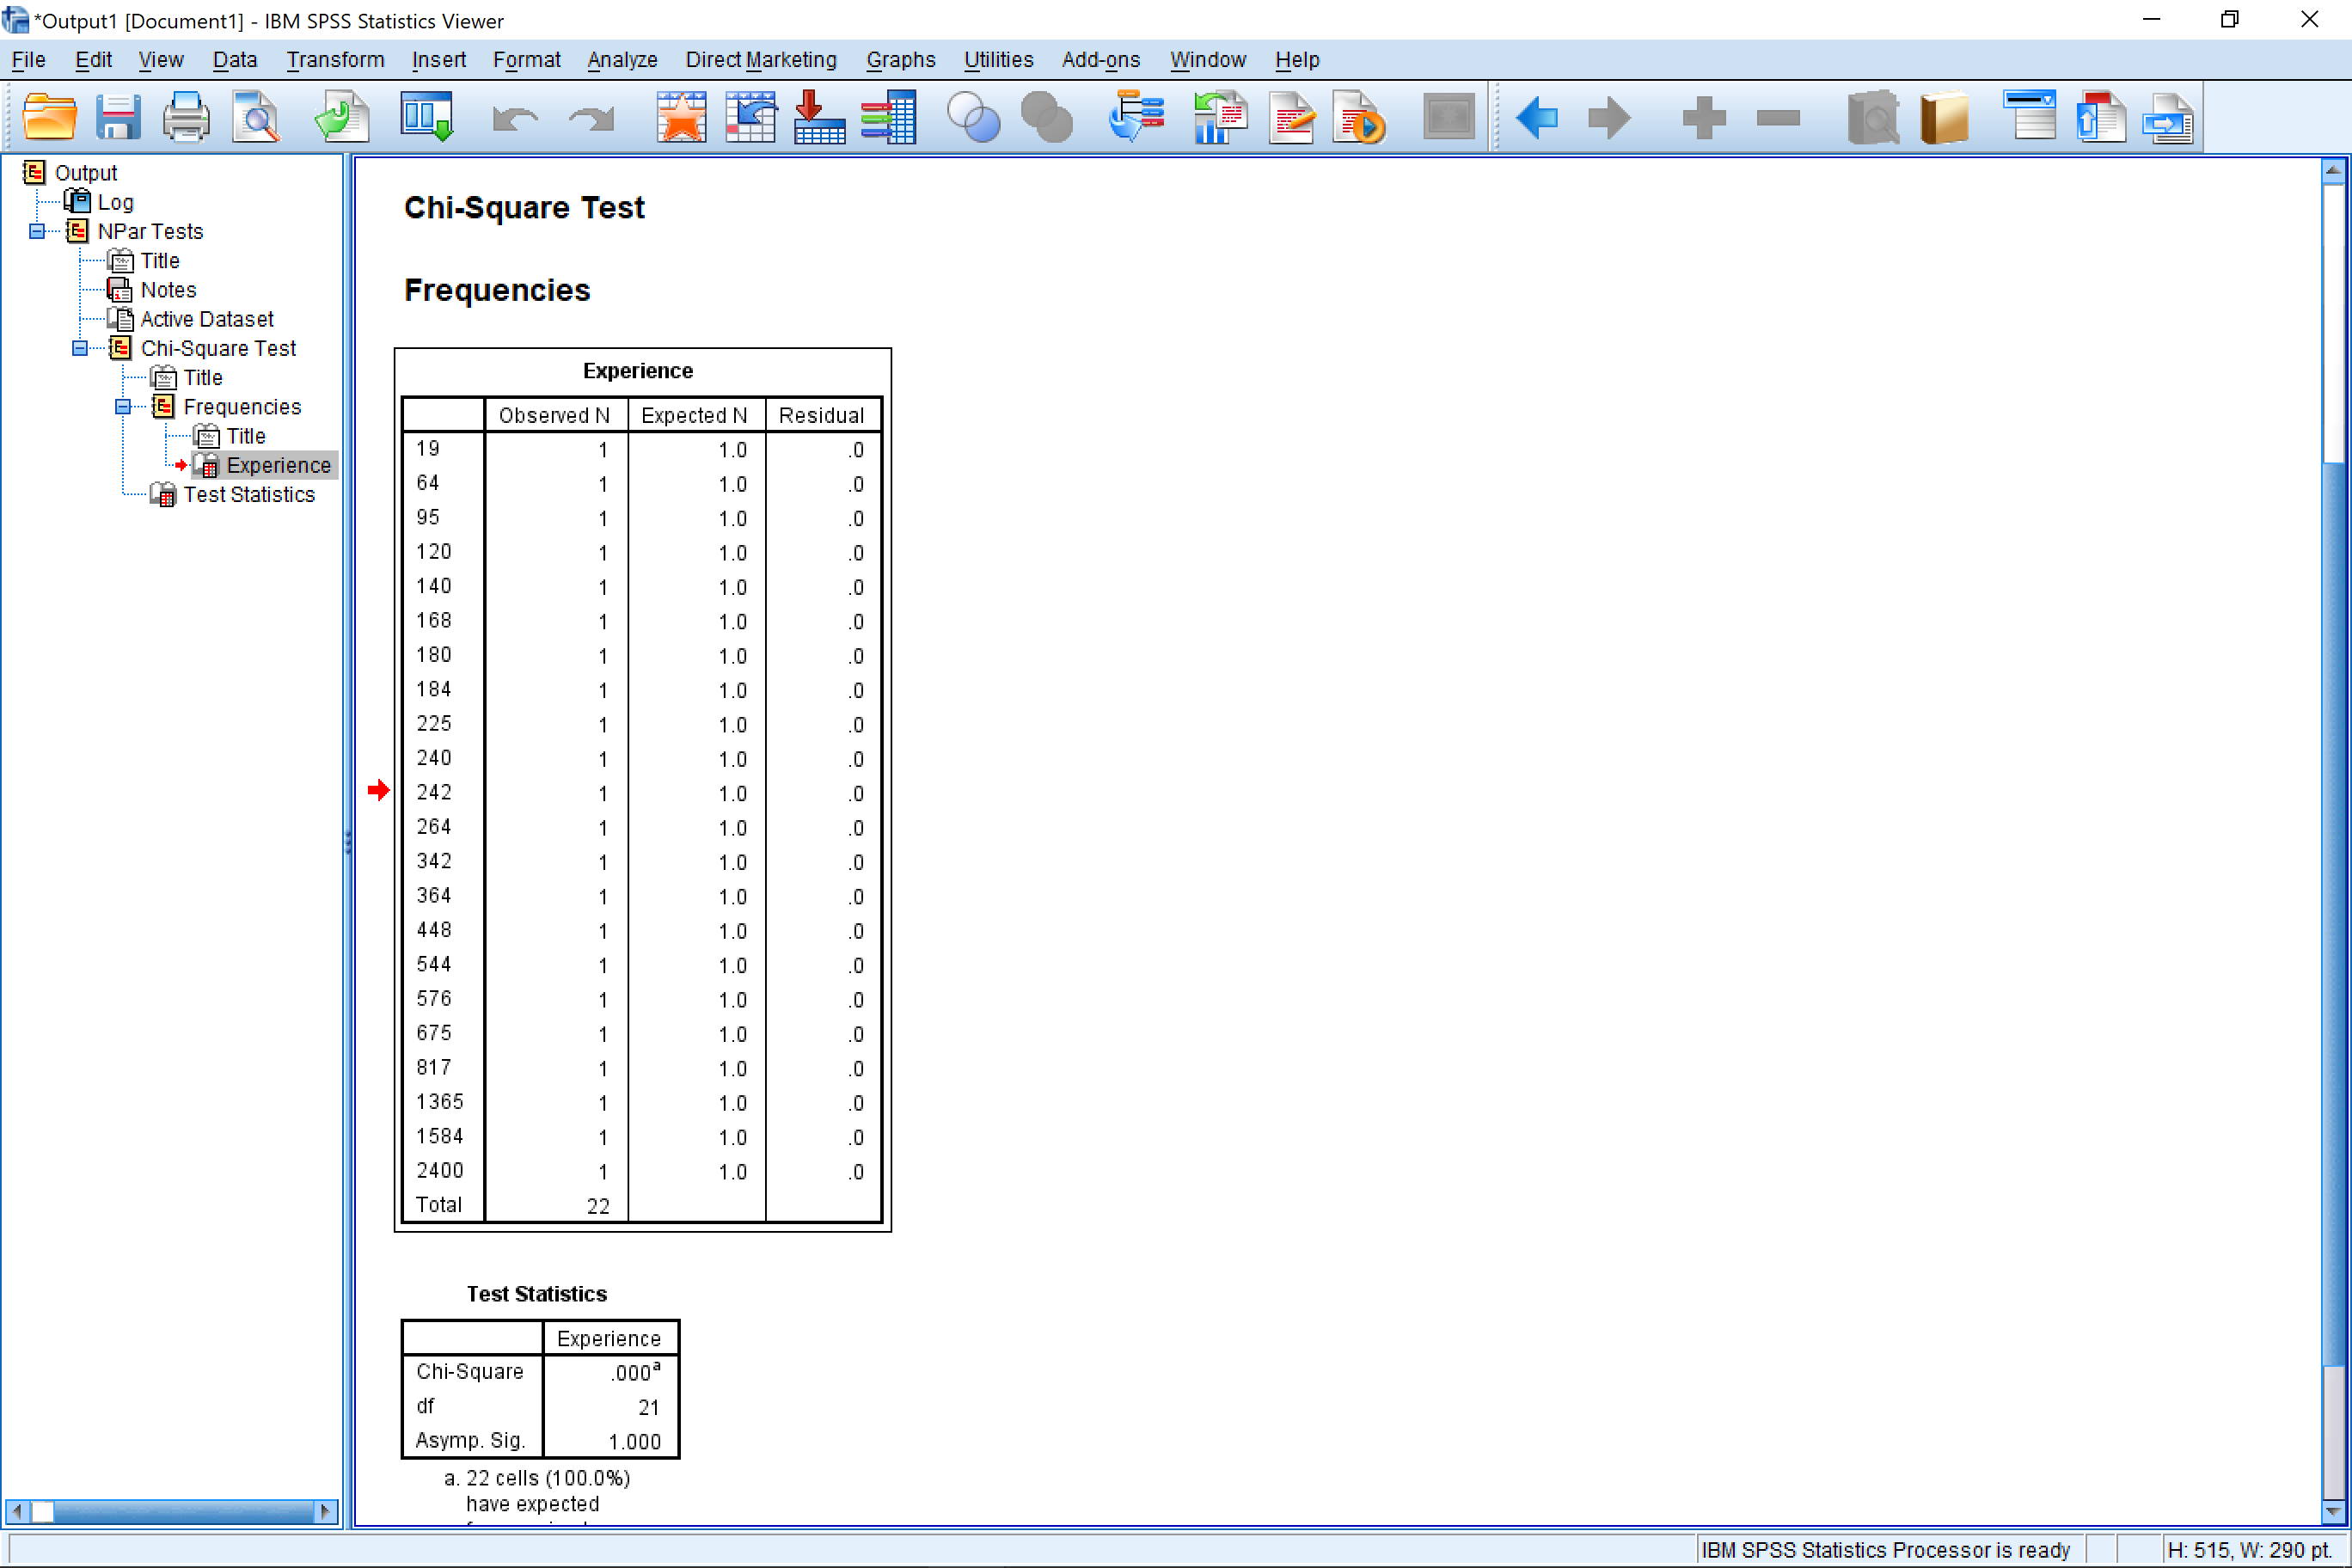 *Output1 [Document1] - IBM SPSS Statistics Viewer
File Edit View Data Transform Insert Format Analyze Direct Marketing Graphs Utilities Add-ons Window Help
Output
Log
NPar Tests
Title
Notes
Active Dataset
Chi-Square Test
Title
Frequencies
Title
Experience
Test Statistics
Chi-Square Test
Frequencies
Experience
Observed N Expected N Residual
19 1 1.0 .0
64 1 1.0 .0
95 1 1.0 .0
120 1 1.0 .0
140 1 1.0 .0
168 1 1.0 .0
180 1 1.0 .0
184 1 1.0 .0
225 1 1.0 .0
240 1 1.0 .0
242 1 1.0 .0
264 1 1.0 .0
342 1 1.0 .0
364 1 1.0 .0
448 1 1.0 .0
544 1 1.0 .0
576 1 1.0 .0
675 1 1.0 .0
817 1 1.0 .0
1365 1 1.0 .0
1584 1 1.0 .0
2400 1 1.0 .0
Total 22
Test Statistics
Experience
Chi-Square .000a
df 21
Asymp. Sig. 1.000
a. 22 cells (100.0%)
have expected
IBM SPSS Statistics Processor is ready H: 515, W: 290 pt.